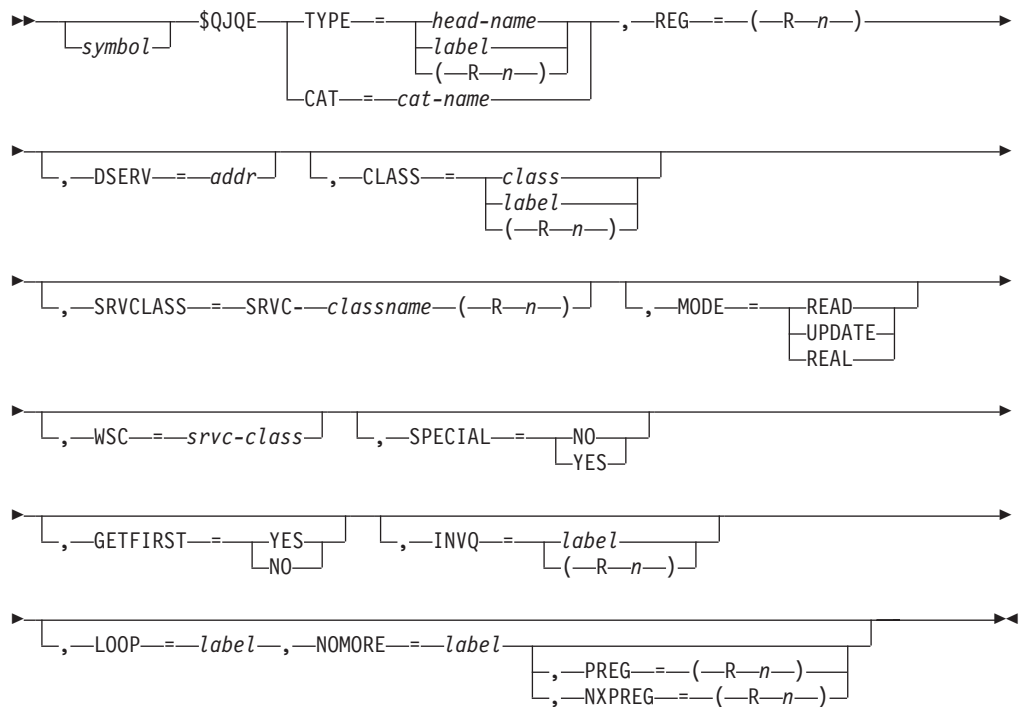 $QJQE TYPE = head-name , REG = ( R n )
symbol label
( R n )
CAT = cat-name
, DSERV = addr , CLASS = class
label
( R n )
, SRVCLASS = SRVC- classname ( R n ) , MODE = READ
UPDATE
REAL
, WSC = srvc-class , SPECIAL = NO
YES
, GETFIRST = YES , INVQ = label
NO ( R n )
, LOOP = label , NOMORE = label
, PREG = ( R n )
, NXPREG = ( R n )